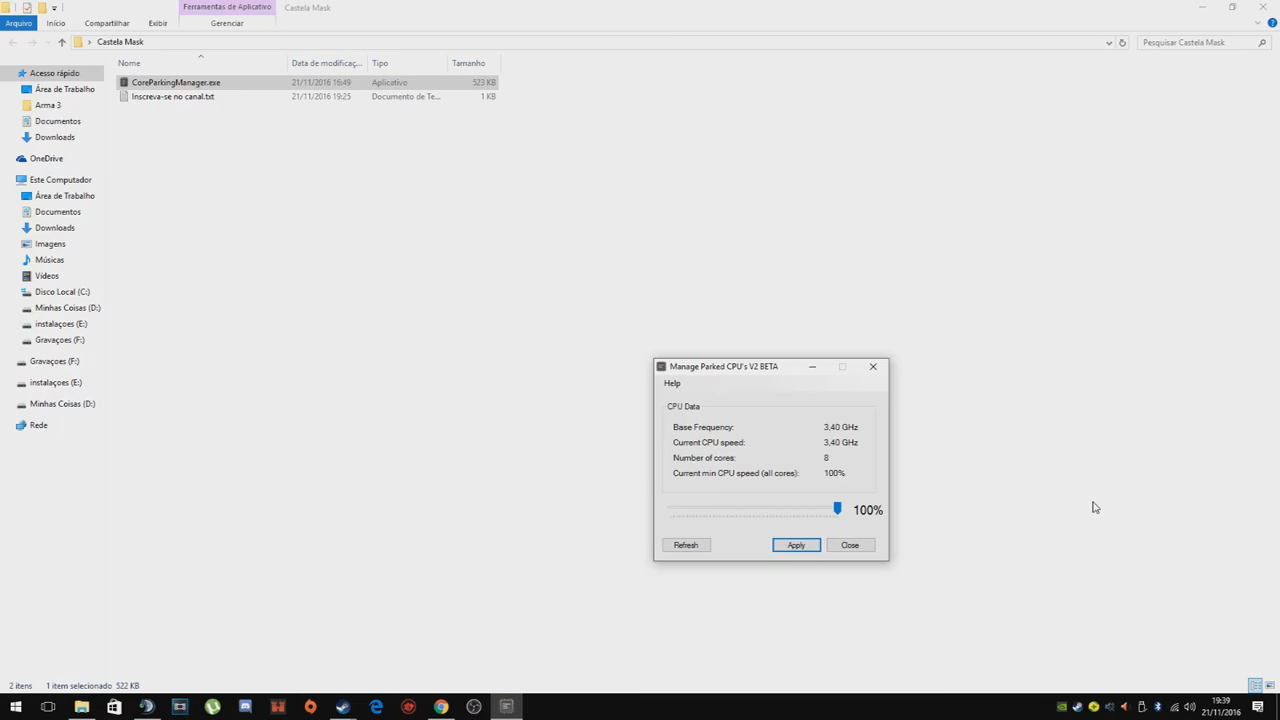 Ferramentas de Aplicativo
Castela Mask
Arquivo
Início
Compartilhar
Exibir
Gerenciar
Castela Mask
Pesquisar Castela Mask
Nome
Data de modificaç...
Tipo
Tamanho
CoreParkingManager.exe
21/11/2016 16:49
Aplicativo
523 KB
Inscreva-se no canal.txt
21/11/2016 19:25
Documento de Te...
1 KB
Acesso rápido
Área de Trabalho
Arma 3
Documentos
Downloads
OneDrive
Este Computador
Área de Trabalho
Documentos
Downloads
Imagens
Músicas
Vídeos
Disco Local (C:)
Minhas Coisas (D:)
instalaçoes (E:)
Gravações (F:)
Gravações (F:)
instalaçoes (E:)
Minhas Coisas (D:)
Rede
Manage Parked CPU's V2 BETA
Help
CPU Data
Base Frequency: 3,40 GHz
Current CPU speed: 3,40 GHz
Number of cores: 8
Current min CPU speed (all cores): 100%
100%
Refresh
Apply
Close
2 itens
1 item selecionado 522 KB
19:39
21/11/2016